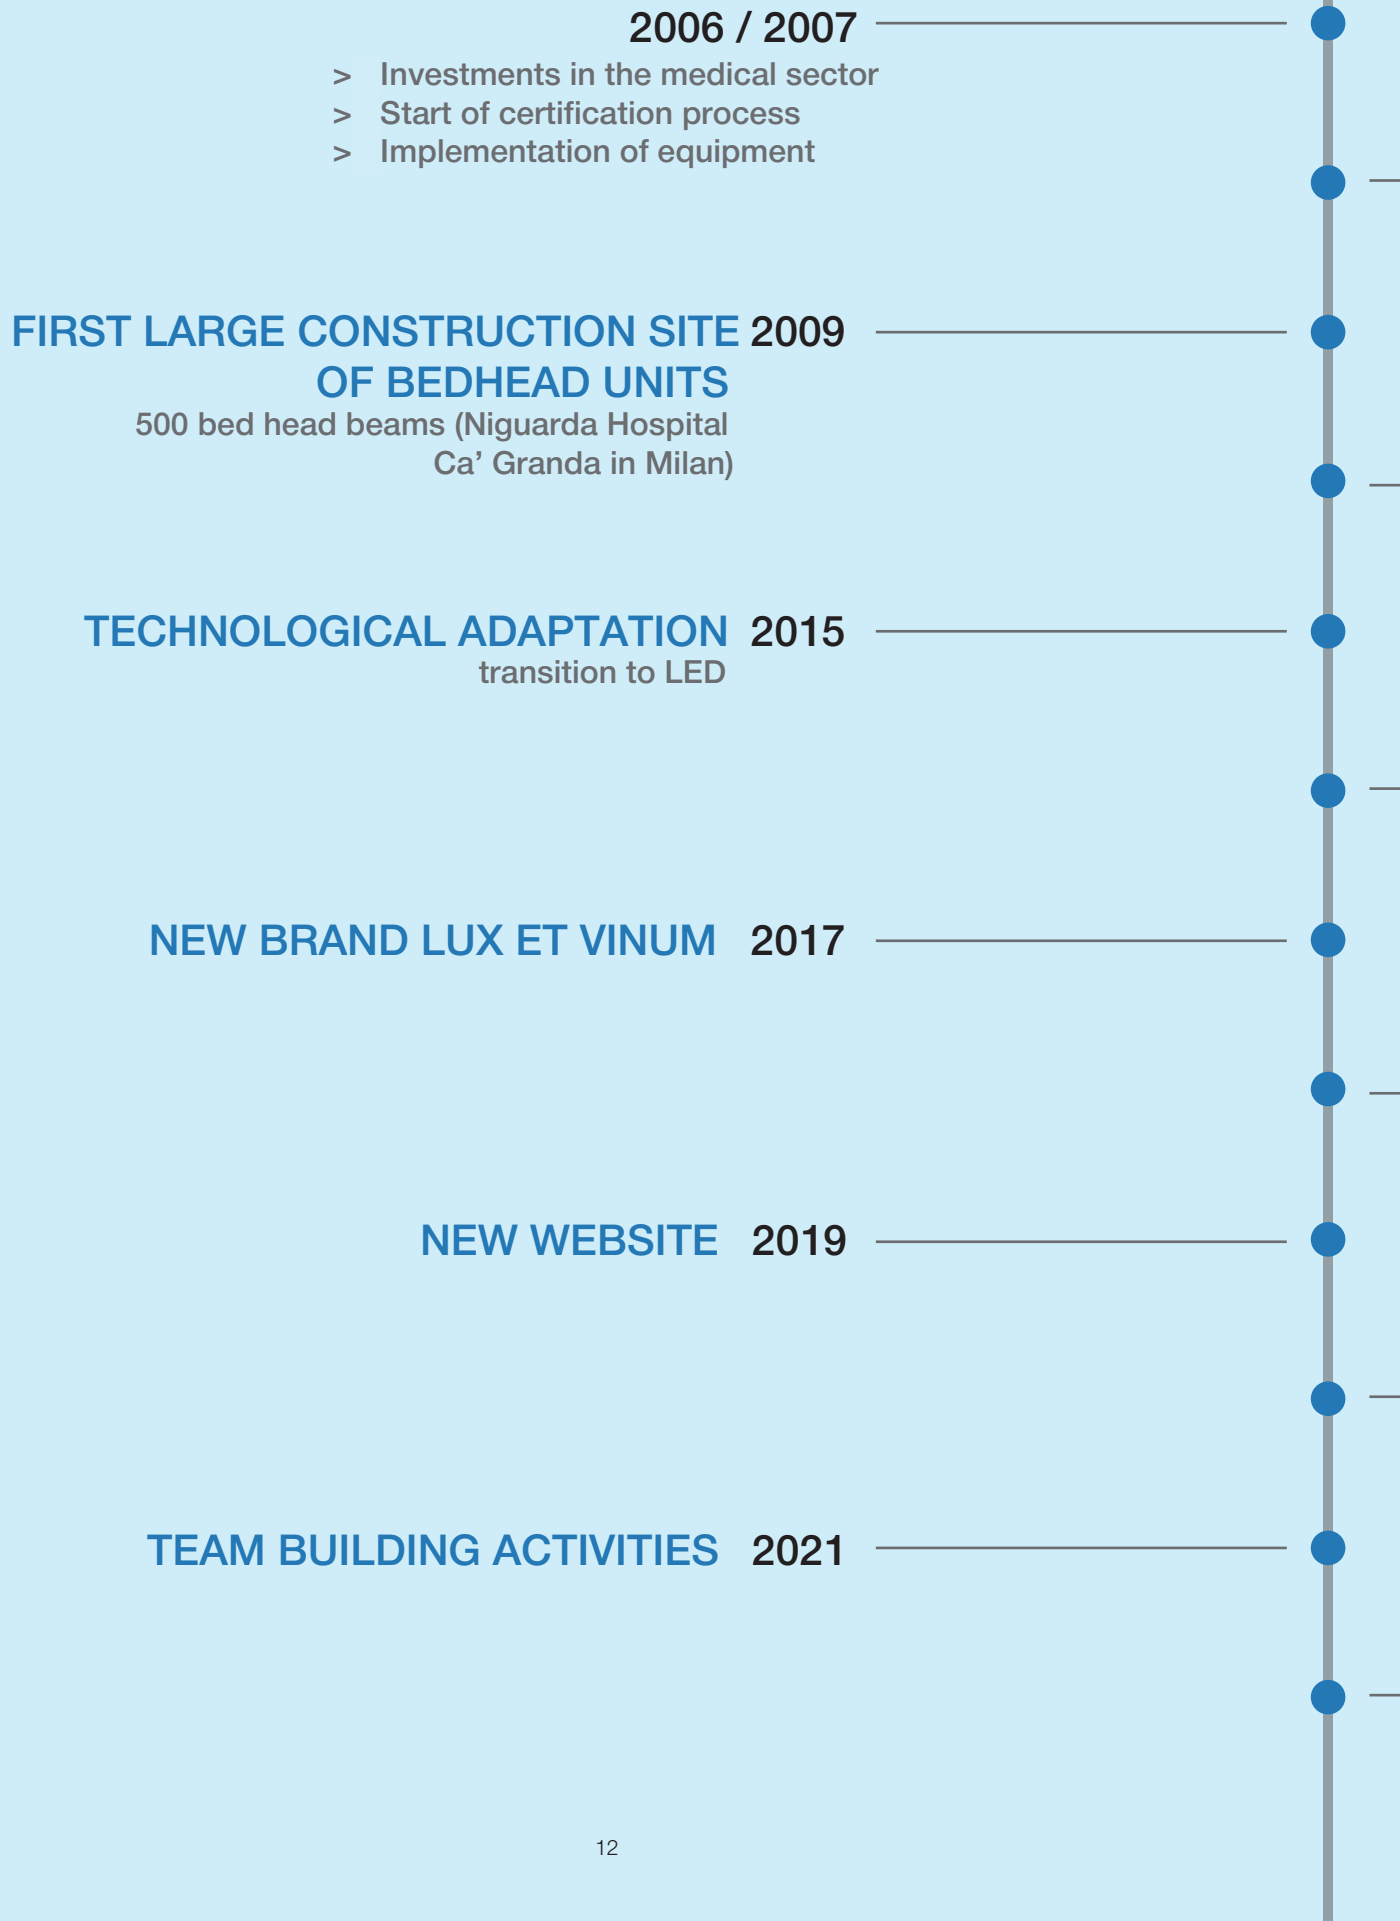 2006 / 2007
> Investments in the medical sector
> Start of certification process
> Implementation of equipment
FIRST LARGE CONSTRUCTION SITE 2009
OF BEDHEAD UNITS
500 bed head beams (Niguarda Hospital
Ca’ Granda in Milan)
TECHNOLOGICAL ADAPTATION 2015
transition to LED
NEW BRAND LUX ET VINUM 2017
NEW WEBSITE 2019
TEAM BUILDING ACTIVITIES 2021
12